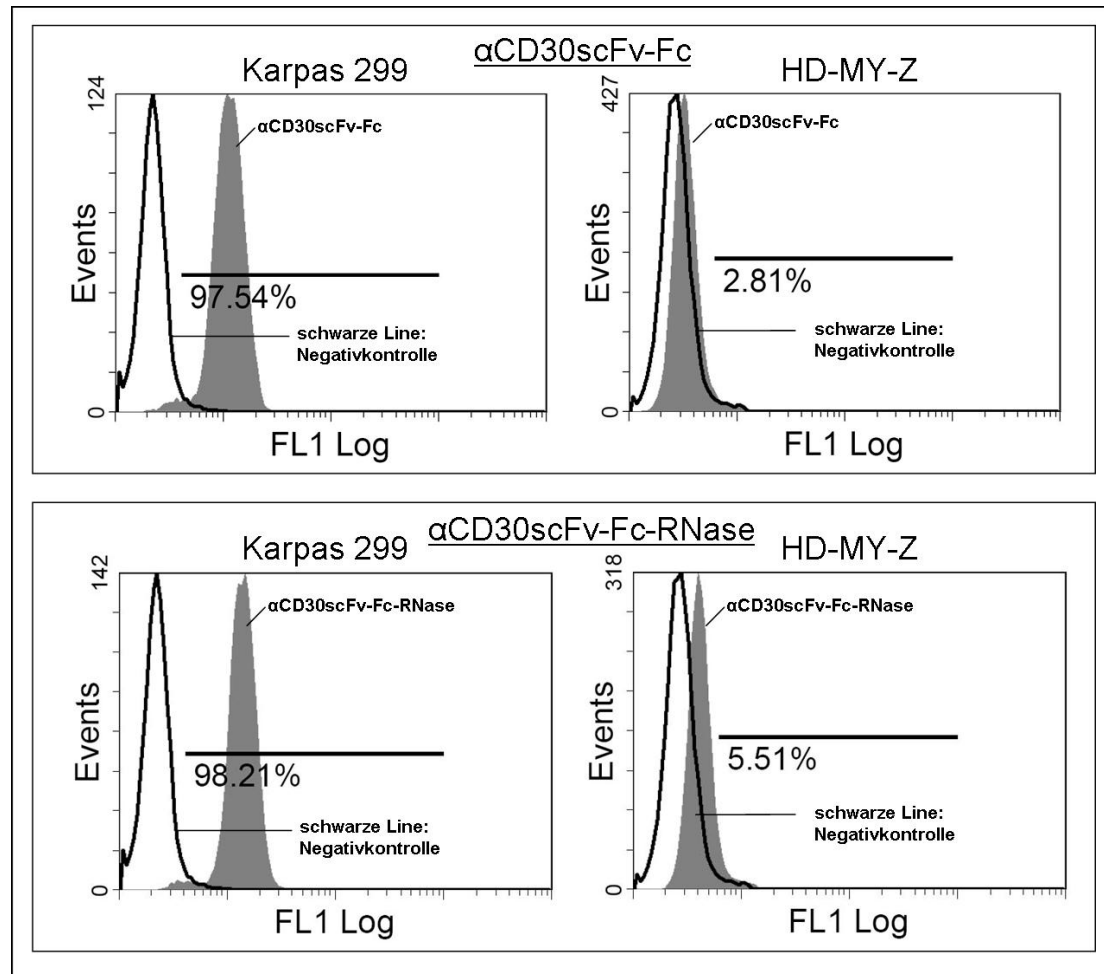 αCD30scFv-Fc
Karpas 299
HD-MY-Z
124
αCD30scFv-Fc
97.54%
schwarze Line:
Negativkontrolle
Events
0
FL1 Log
427
αCD30scFv-Fc
2.81%
schwarze Line:
Negativkontrolle
Events
0
FL1 Log
αCD30scFv-Fc-RNase
Karpas 299
HD-MY-Z
142
αCD30scFv-Fc-RNase
98.21%
schwarze Line:
Negativkontrolle
Events
0
FL1 Log
318
αCD30scFv-Fc-RNase
5.51%
schwarze Line:
Negativkontrolle
Events
0
FL1 Log